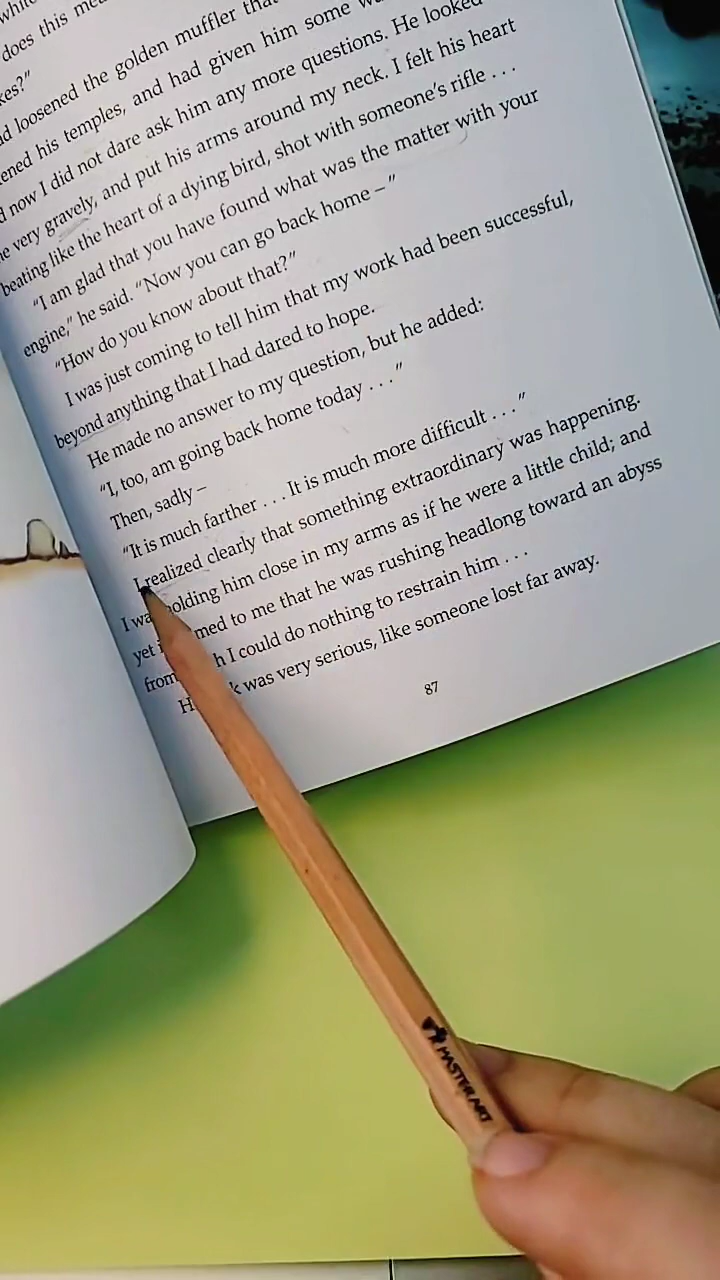 white
does this me
kes?"
d loosened the golden muffler tha
ened his temples, and had given him some w
d now I did not dare ask him any more questions. He looked
e very gravely, and put his arms around my neck. I felt his heart
beating like the heart of a dying bird, shot with someone's rifle . . .
"I am glad that you have found what was the matter with your
engine," he said. "Now you can go back home –"
"How do you know about that?"
I was just coming to tell him that my work had been successful,
beyond anything that I had dared to hope.
He made no answer to my question, but he added:
"I, too, am going back home today . . ."
Then, sadly –
"It is much farther . . . It is much more difficult . . ."
I realized clearly that something extraordinary was happening.
I was holding him close in my arms as if he were a little child; and
yet med to me that he was rushing headlong toward an abyss
from h I could do nothing to restrain him . . .
H k was very serious, like someone lost far away.
87
MASTER ART